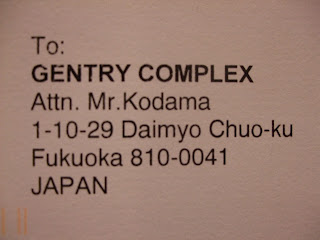 To:
GENTRY COMPLEX
Attn. Mr.Kodama
1-10-29 Daimyo Chuo-ku
Fukuoka 810-0041
JAPAN